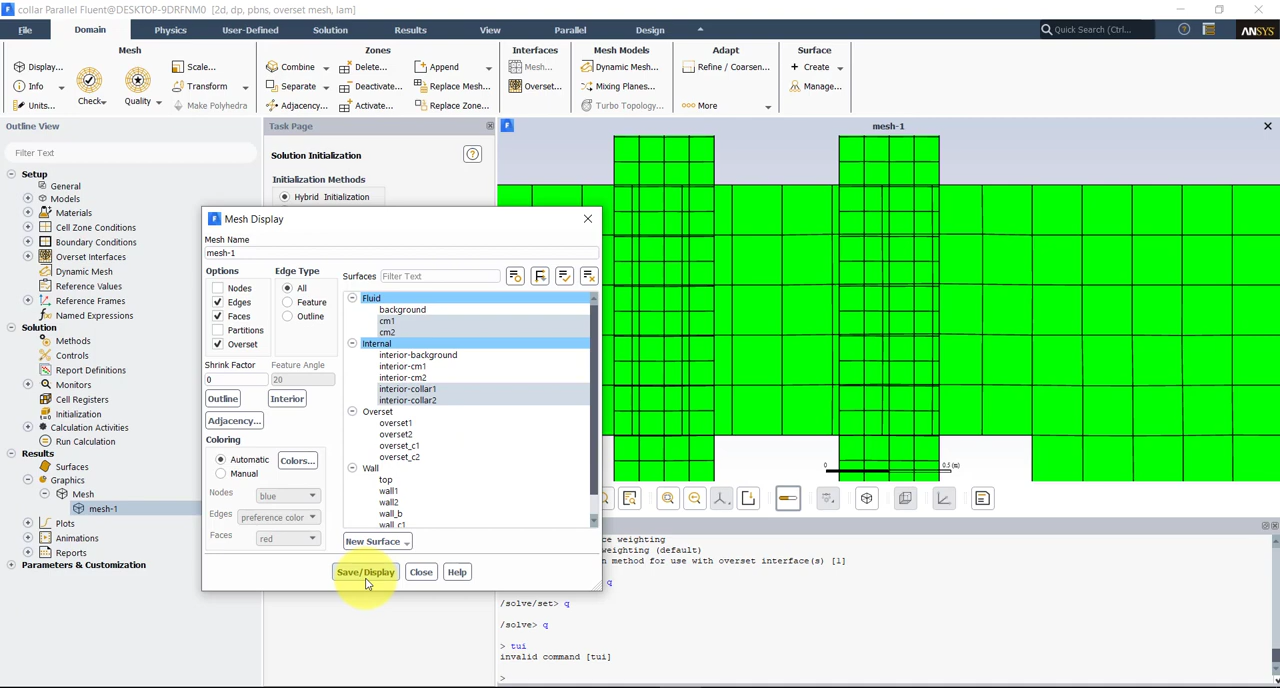 collar Parallel Fluent@DESKTOP-9DRFNM0 [2d, dp, pbns, overset mesh, lam]
File Domain Physics User-Defined Solution Results View Parallel Design Quick Search (Ctrl... ANSYS
Mesh Zones Interfaces Mesh Models Adapt Surface
Display... Scale... Combine Delete... Append Mesh... Dynamic Mesh... Refine / Coarsen... Create
Info Check Quality Transform Separate Deactivate... Replace Mesh... Overset... Mixing Planes... Manage...
Units... Make Polyhedra Adjacency... Activate... Replace Zone... Turbo Topology... More
Outline View
Filter Text
Setup
General
Models
Materials
Cell Zone Conditions
Boundary Conditions
Overset Interfaces
Dynamic Mesh
Reference Values
Reference Frames
Named Expressions
Solution
Methods
Controls
Report Definitions
Monitors
Cell Registers
Initialization
Calculation Activities
Run Calculation
Results
Surfaces
Graphics
Mesh
mesh-1
Plots
Animations
Reports
Parameters & Customization
Task Page
Solution Initialization
Initialization Methods
Hybrid Initialization
Mesh Display
Mesh Name
mesh-1
Options
Nodes
Edges
Faces
Partitions
Overset
Edge Type
All
Feature
Outline
Shrink Factor Feature Angle
0 20
Outline Interior
Adjacency...
Coloring
Automatic Colors...
Manual
Nodes blue
Edges preference color
Faces red
Surfaces Filter Text
Fluid
background
cm1
cm2
Internal
interior-background
interior-cm1
interior-cm2
interior-collar1
interior-collar2
Overset
overset1
overset2
overset_c1
overset_c2
Wall
top
wall1
wall2
wall_b
wall_c1
New Surface
Save/Display Close Help
mesh-1
0 0.5 (m)
ce weighting
weighting (default)
n method for use with overset interface(s) [1]
q
/solve/set> q
/solve> q
> tui
invalid command [tui]
>